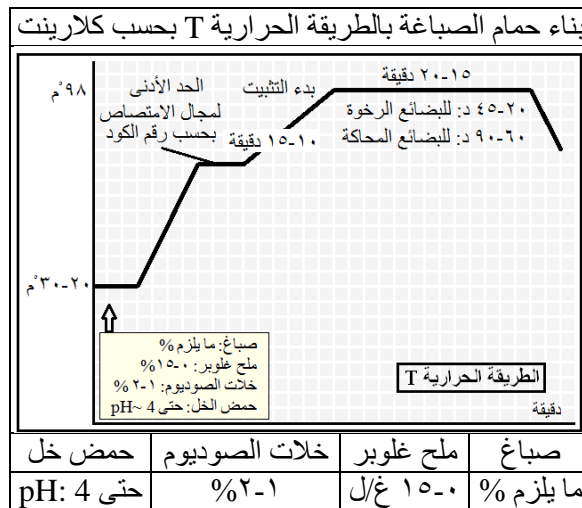 بناء حمام الصباغة بالطريقة الحرارية T بحسب كلارينت
٩٨°م
الحد الأدنى
لمجال الامتصاص
بحسب رقم الكود
بدء التثبيت
١٥-٢٠ دقيقة
٢٠-٤٥ د: للبضائع الرخوة
٦٠-٩٠ د: للبضائع المحاكة
١٠-١٥ دقيقة
٢٠-٣٠°م
صباغ: ما يلزم %
ملح غلوبر: ٠-١٥%
خلات الصوديوم: ١-٢ %
حمض الخل: حتى pH~ 4
الطريقة الحرارية T
دقيقة
صباغ ملح غلوبر خلات الصوديوم حمض خل
ما يلزم % ٠-١٥ غ/ل ١-٢% حتى pH: 4